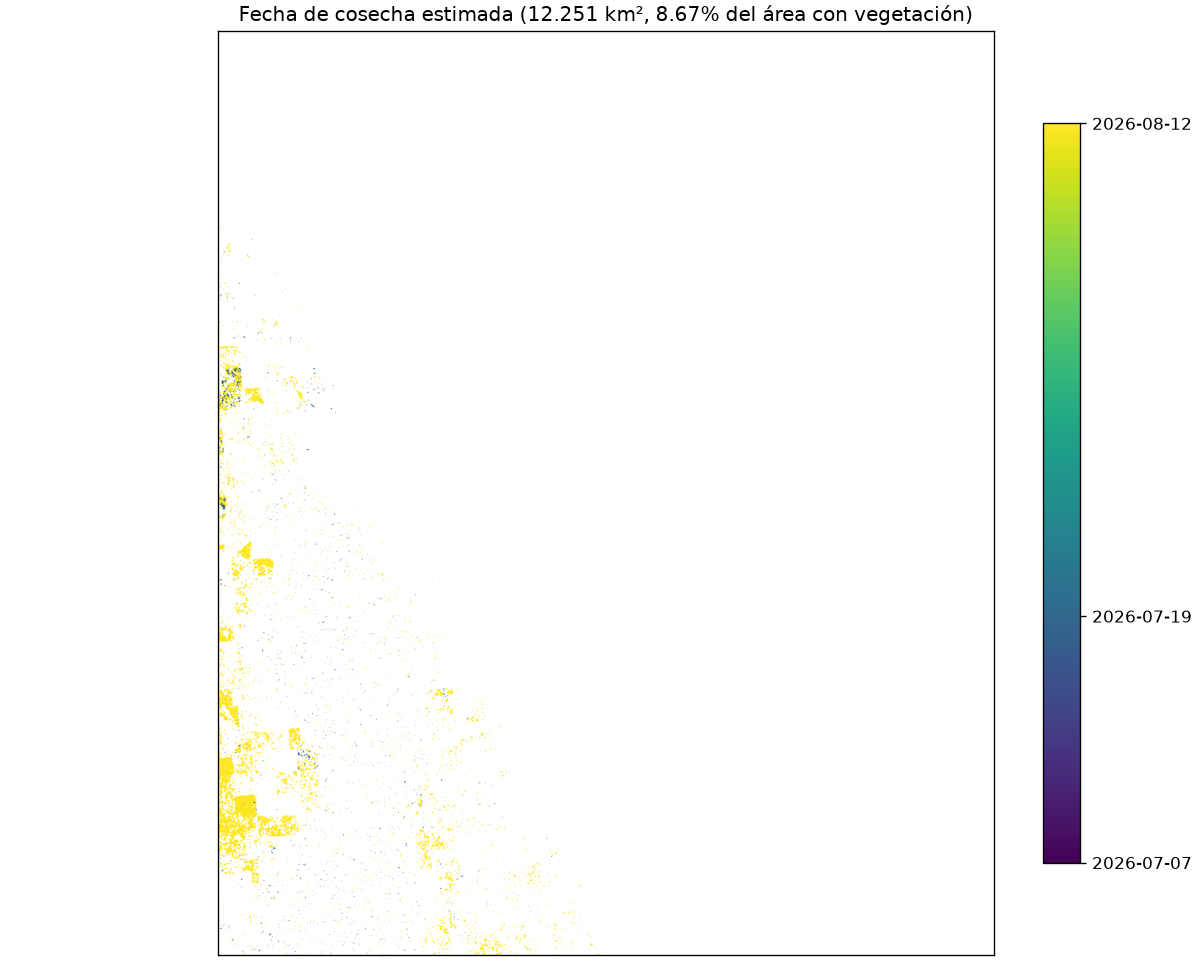 Fecha de cosecha estimada (12.251 km², 8.67% del área con vegetación)
2026-08-12
2026-07-19
2026-07-07